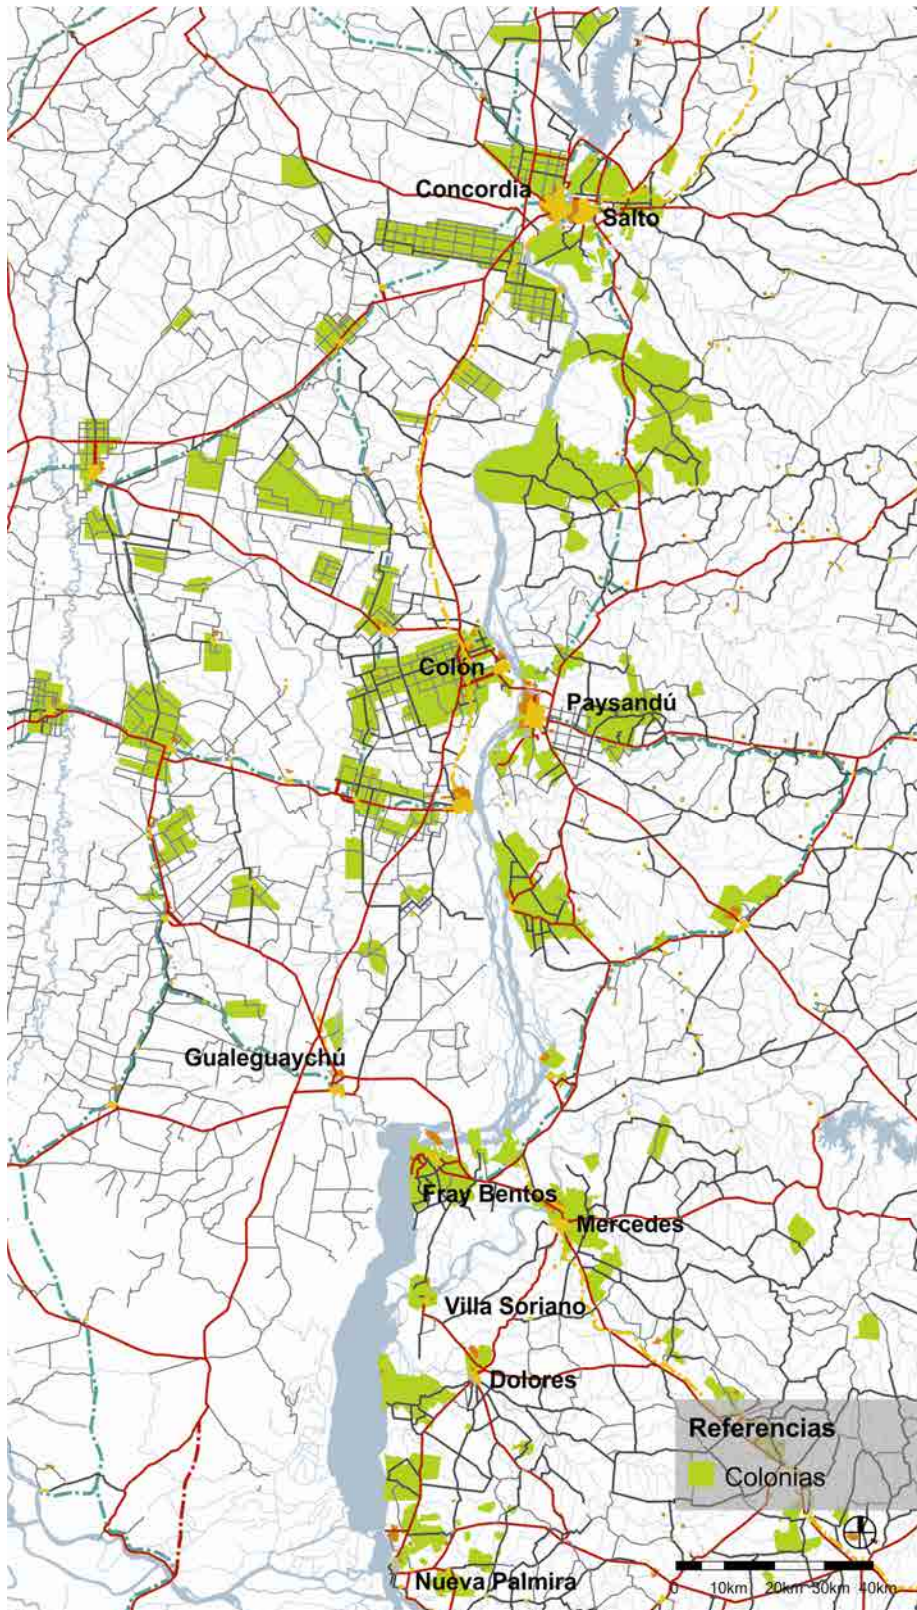 Concordia
Salto
Colón
Paysandú
Gualeguaychú
Fray Bentos
Mercedes
Villa Soriano
Dolores
Referencias
Colonias
Nueva Palmira
0 10km 20km 30km 40km